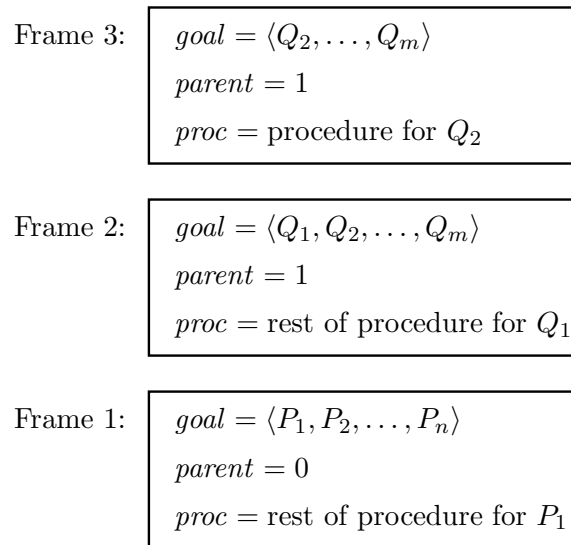 Frame 3: goal = ⟨Q₂, . . . , Qₘ⟩
parent = 1
proc = procedure for Q₂
Frame 2: goal = ⟨Q₁, Q₂, . . . , Qₘ⟩
parent = 1
proc = rest of procedure for Q₁
Frame 1: goal = ⟨P₁, P₂, . . . , Pₙ⟩
parent = 0
proc = rest of procedure for P₁